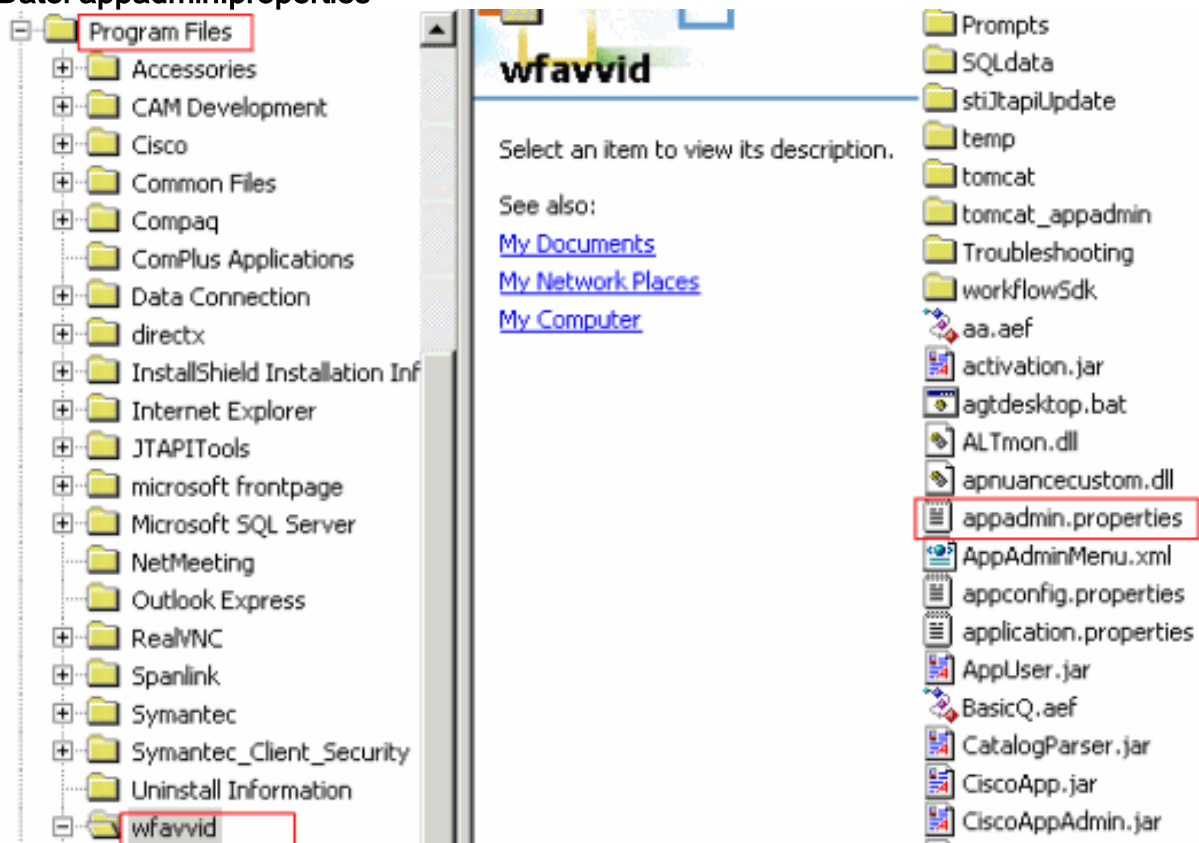 Datei appadmin.properties
Program Files
Accessories
CAM Development
Cisco
Common Files
Compaq
ComPlus Applications
Data Connection
directx
InstallShield Installation Inf
Internet Explorer
JTAPITools
microsoft frontpage
Microsoft SQL Server
NetMeeting
Outlook Express
RealVNC
Spanlink
Symantec
Symantec_Client_Security
Uninstall Information
wfavvid
wfavvid
Select an item to view its description.
See also:
My Documents
My Network Places
My Computer
Prompts
SQLdata
stiJtapiUpdate
temp
tomcat
tomcat_appadmin
Troubleshooting
workflowSdk
aa.aef
activation.jar
agtdesktop.bat
ALTmon.dll
apnuancecustom.dll
appadmin.properties
AppAdminMenu.xml
appconfig.properties
application.properties
AppUser.jar
BasicQ.aef
CatalogParser.jar
CiscoApp.jar
CiscoAppAdmin.jar